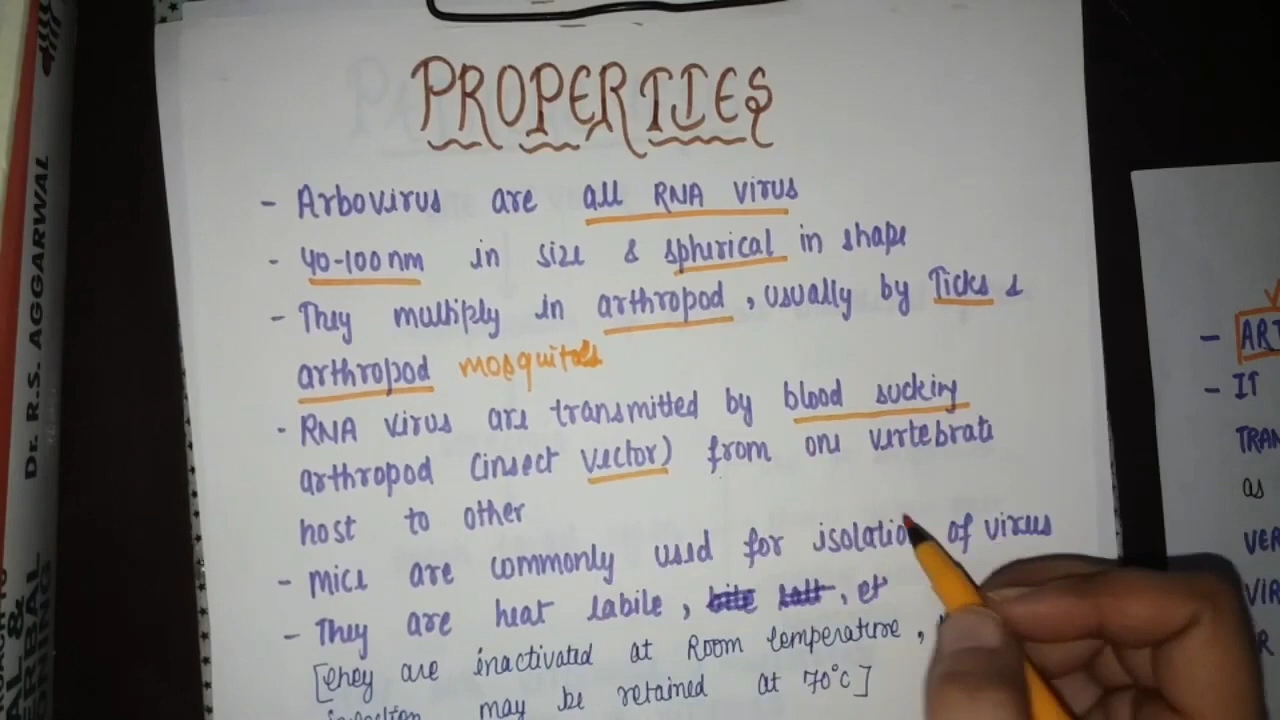 PROPERTIES
- Arbovirus are all RNA virus
- 40-100nm in size & spherical in shape
- They multiply in arthropod, usually by Ticks &
arthropod mosquitoes
- RNA virus are transmitted by blood sucking
arthropod (insect vector) from one vertebrate
host to other
- Mice are commonly used for isolation of virus
- They are heat labile,
[they are inactivated at Room temperature,
may be retained at 70°c]
Dr. R.S. AGGARWAL
- ART
- IT
TRAN
as
VER
VIR